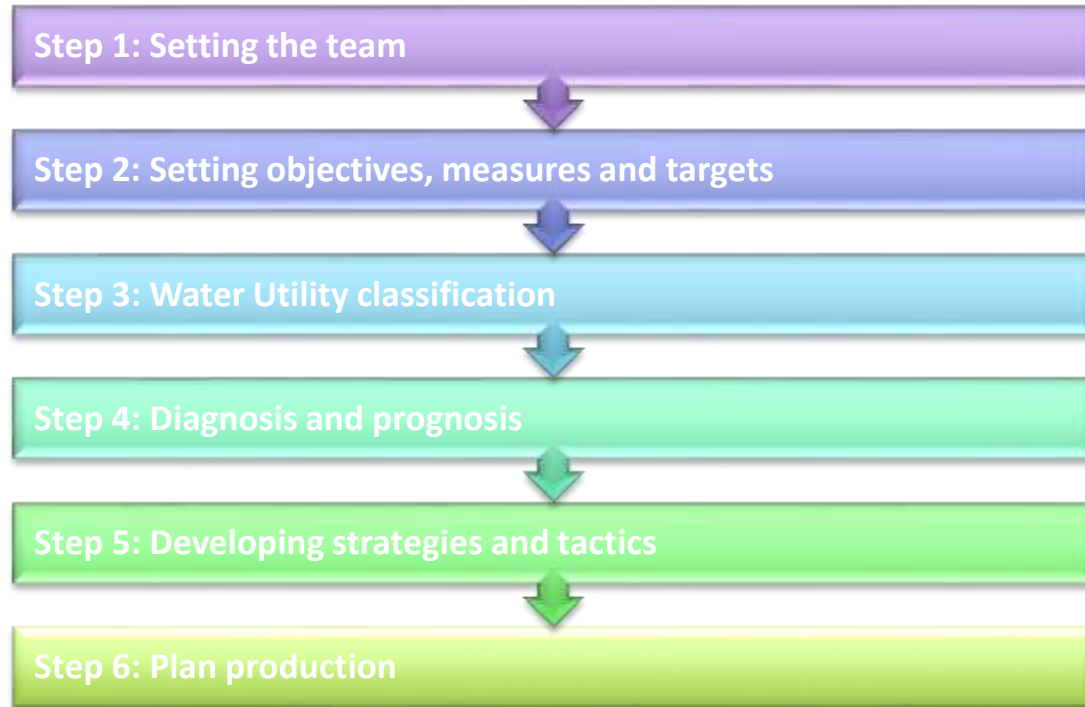 Step 1: Setting the team
Step 2: Setting objectives, measures and targets
Step 3: Water Utility classification
Step 4: Diagnosis and prognosis
Step 5: Developing strategies and tactics
Step 6: Plan production